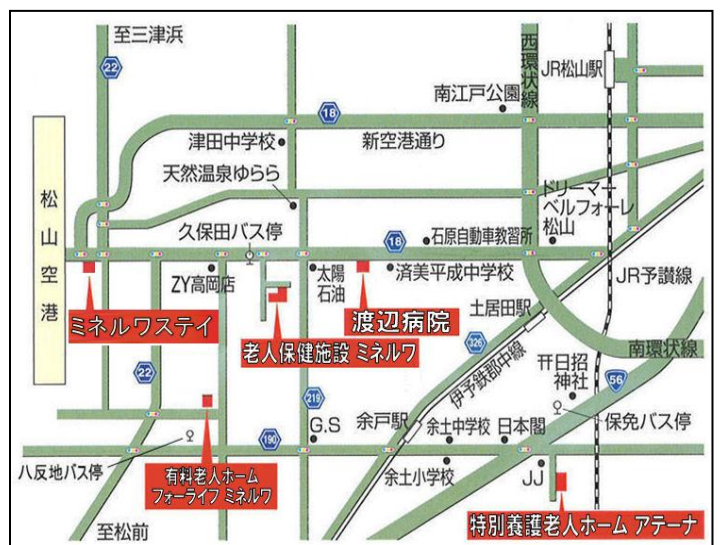 至三津浜
22
西環状線
JR松山駅
南江戸公園
18
津田中学校
新空港通り
天然温泉ゆらら
松山空港
ドリーマー
ベルフォーレ
松山
久保田バス停
18
石原自動車教習所
ZY高岡店
太陽
石油
済美平成中学校
JR予讃線
ミネルワステイ
老人保健施設 ミネルワ
渡辺病院
土居田駅
326
伊予鉄郡中線
南環状線
22
219
日招
神社
56
G.S
余戸駅
余土中学校
日本閣
保免バス停
190
八反地バス停
有料老人ホーム
フォーライフ ミネルワ
余土小学校
JJ
特別養護老人ホーム アテーナ
至松前